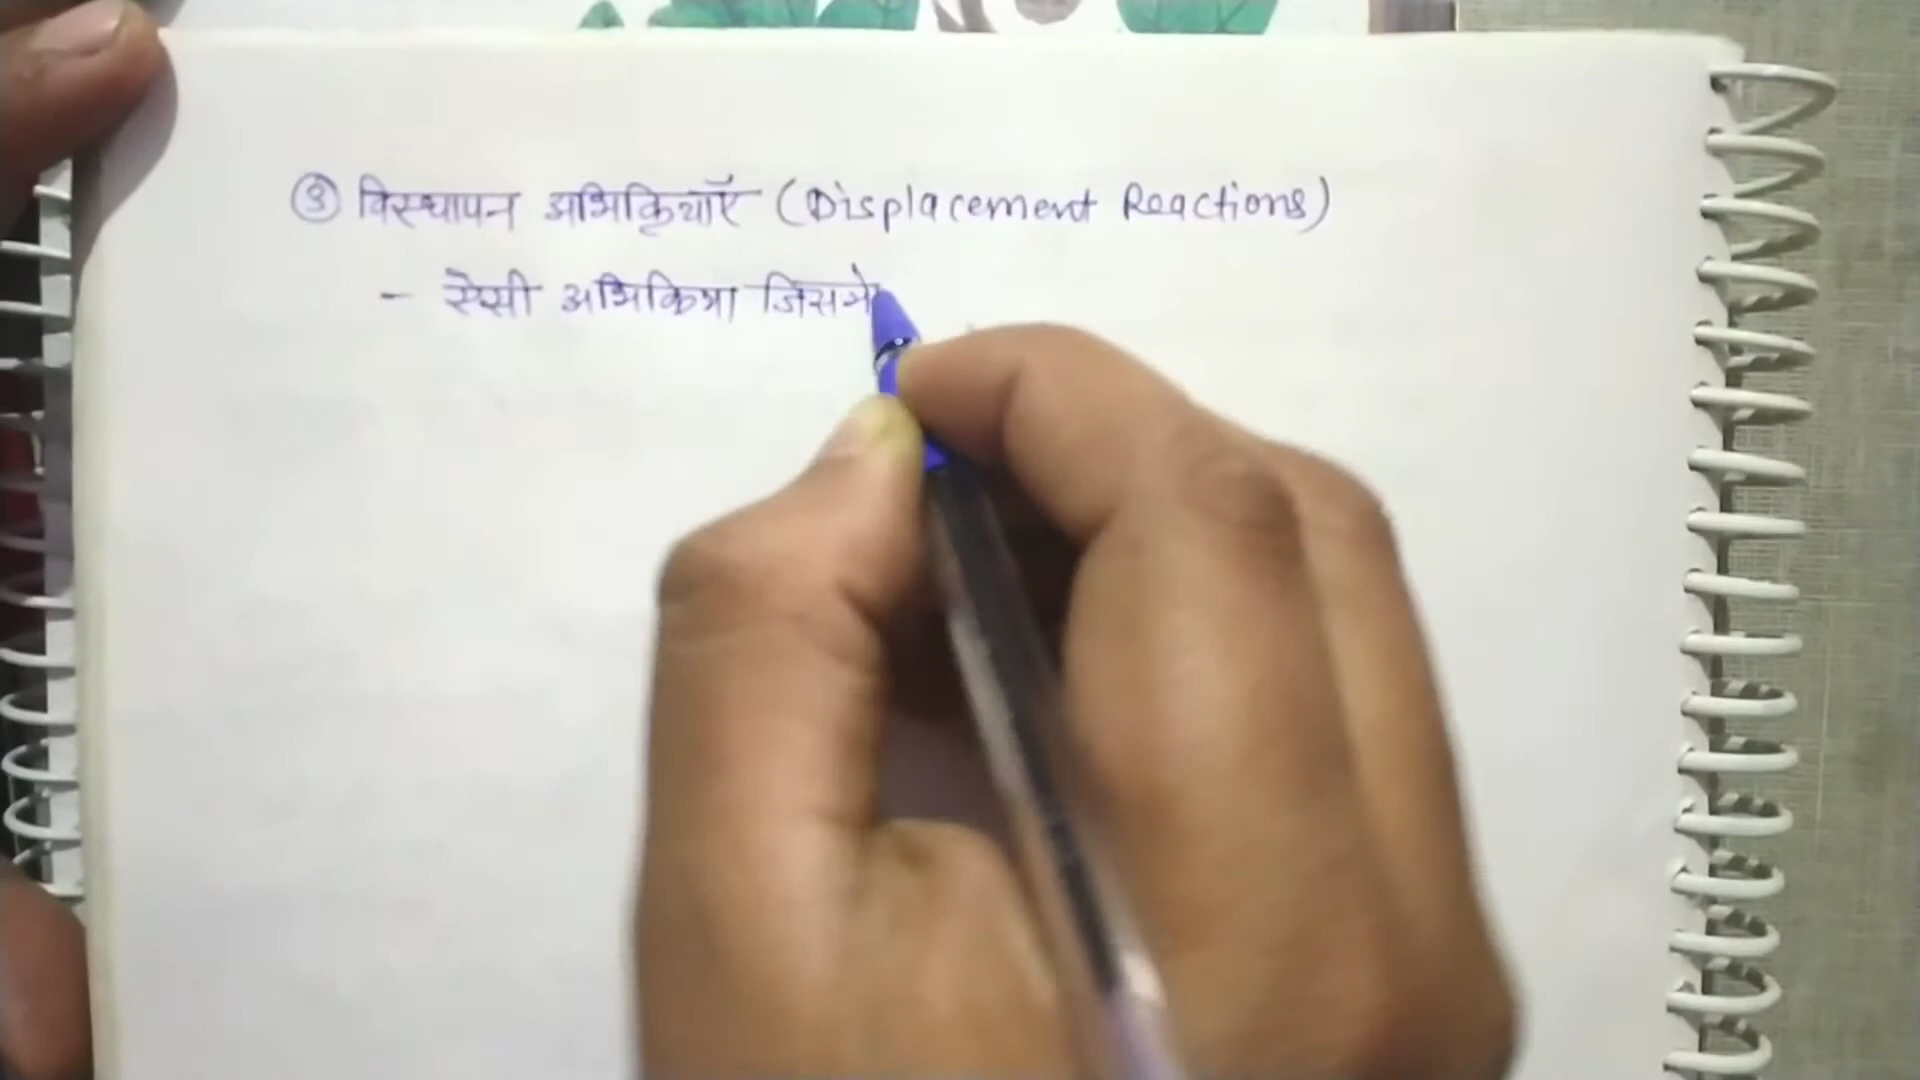 ③ विस्थापन अभिक्रियाएँ (Displacement Reactions)
- ऐसी अभिक्रिया जिसमे